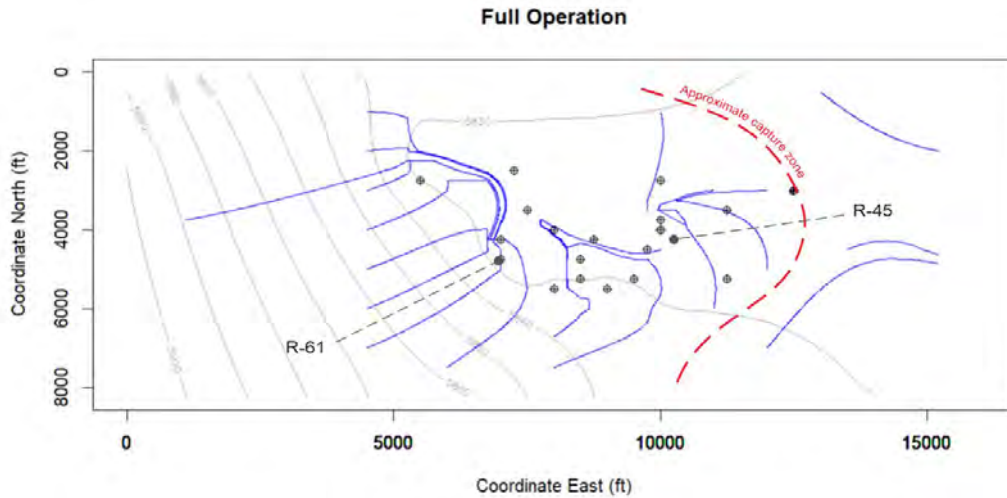 Full Operation
Approximate capture zone
5830
R-45
R-61
Coordinate North (ft)
0
2000
4000
6000
8000
0
5000
10000
15000
Coordinate East (ft)